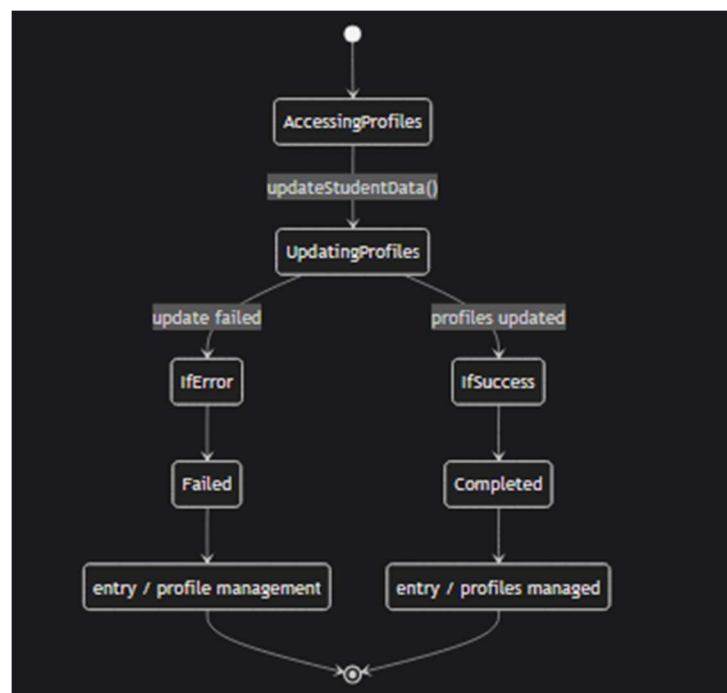 AccessingProfiles
updateStudentData()
UpdatingProfiles
update failed
profiles updated
IfError
IfSuccess
Failed
Completed
entry / profile management
entry / profiles managed